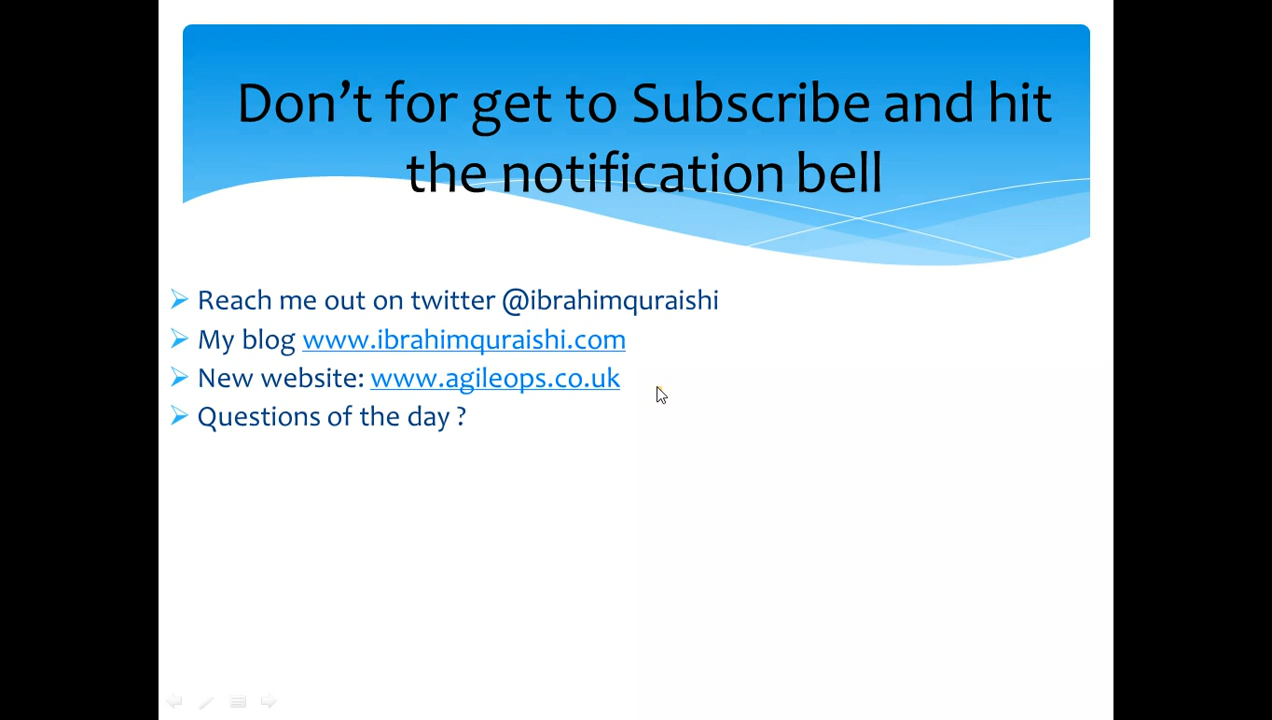 Don’t for get to Subscribe and hit
the notification bell
Reach me out on twitter @ibrahimquraishi
My blog www.ibrahimquraishi.com
New website: www.agileops.co.uk
Questions of the day ?